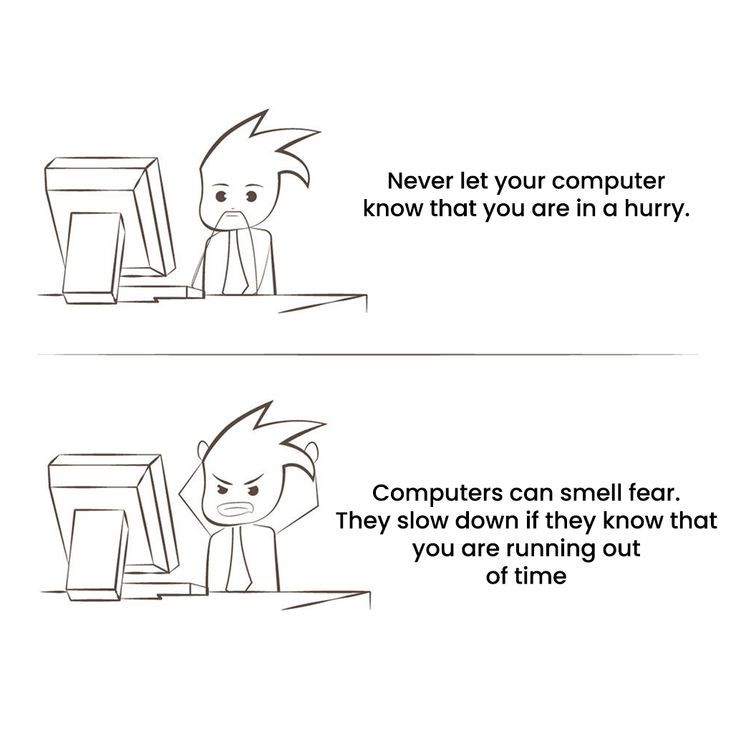 Never let your computer
know that you are in a hurry.
Computers can smell fear.
They slow down if they know that
you are running out
of time